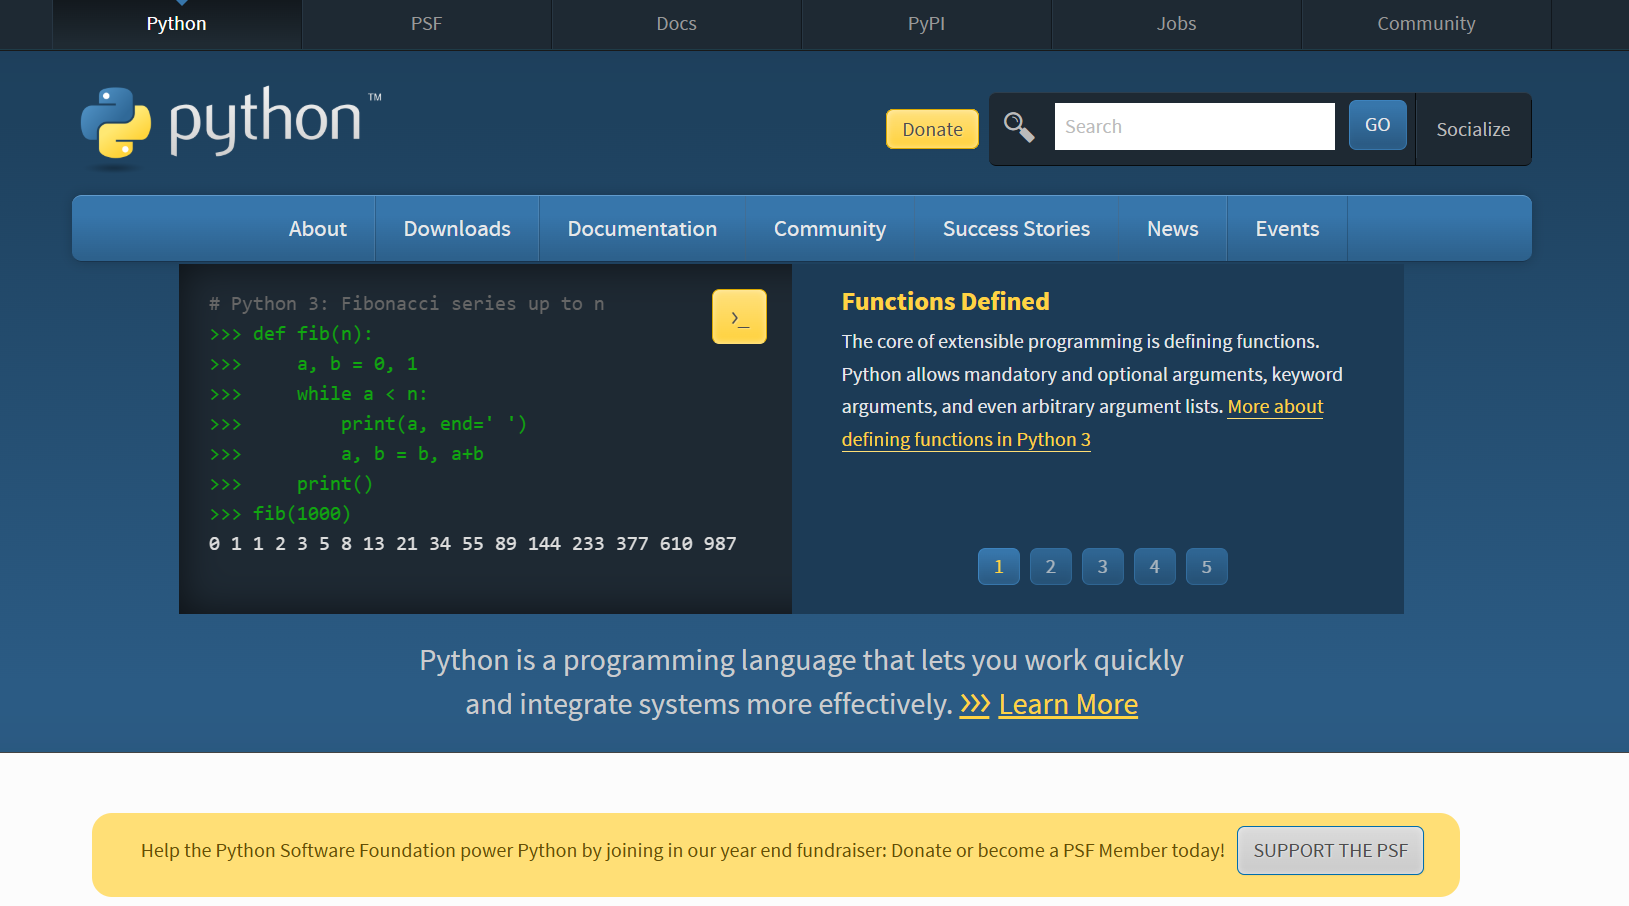 Python
PSF
Docs
PyPI
Jobs
Community
python™
Donate
Search
GO
Socialize
About
Downloads
Documentation
Community
Success Stories
News
Events
# Python 3: Fibonacci series up to n
>>> def fib(n):
>>>     a, b = 0, 1
>>>     while a < n:
>>>         print(a, end=' ')
>>>         a, b = b, a+b
>>>     print()
>>> fib(1000)
0 1 1 2 3 5 8 13 21 34 55 89 144 233 377 610 987
>_
Functions Defined
The core of extensible programming is defining functions.
Python allows mandatory and optional arguments, keyword
arguments, and even arbitrary argument lists. More about
defining functions in Python 3
1
2
3
4
5
Python is a programming language that lets you work quickly
and integrate systems more effectively. >>> Learn More
Help the Python Software Foundation power Python by joining in our year end fundraiser: Donate or become a PSF Member today!
SUPPORT THE PSF